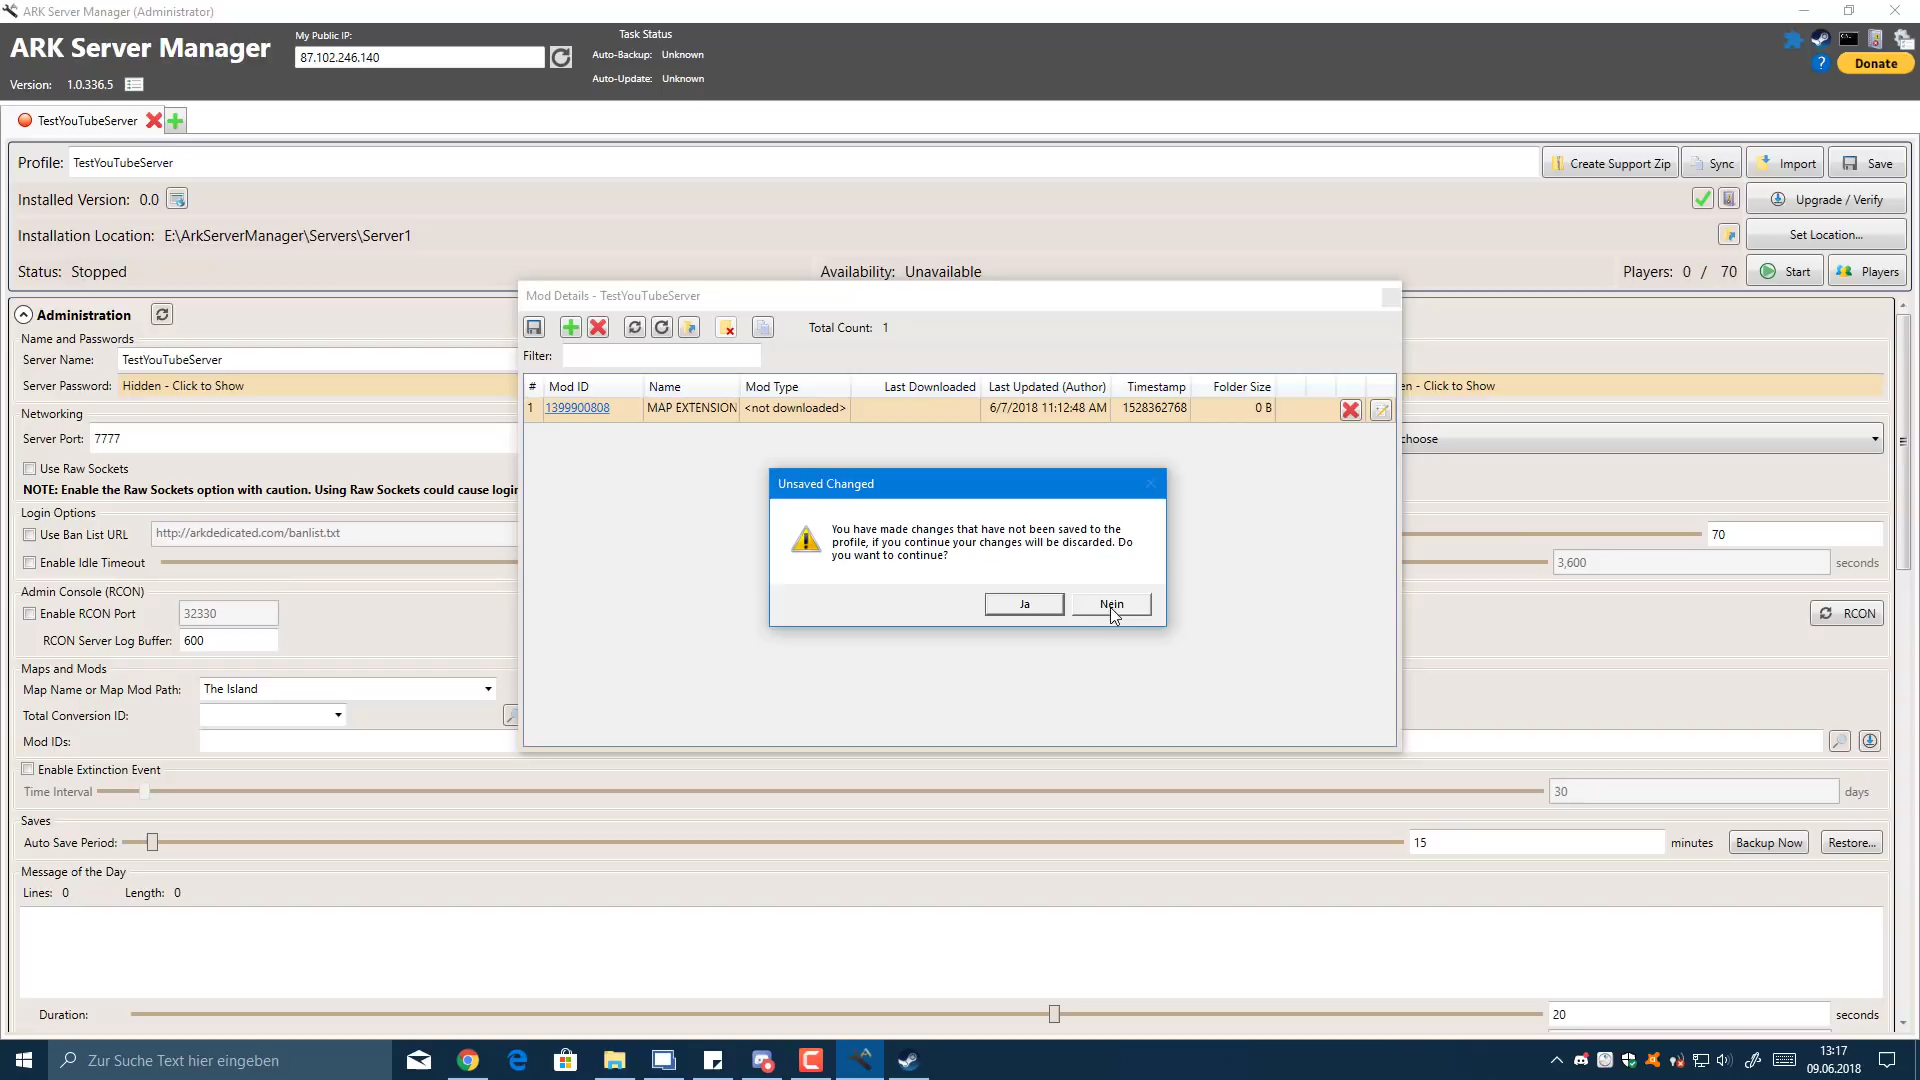 ARK Server Manager (Administrator)
ARK Server Manager
My Public IP:
87.102.246.140
Task Status
Auto-Backup: Unknown
Auto-Update: Unknown
Version: 1.0.336.5
? Donate
TestYouTubeServer
Profile: TestYouTubeServer
Create Support Zip Sync Import Save
Installed Version: 0.0
Upgrade / Verify
Installation Location: E:\ArkServerManager\Servers\Server1
Set Location...
Status: Stopped
Availability: Unavailable
Players: 0 / 70 Start Players
Administration
Name and Passwords
Server Name: TestYouTubeServer
Server Password: Hidden - Click to Show
en - Click to Show
Networking
Server Port: 7777
choose
Use Raw Sockets
NOTE: Enable the Raw Sockets option with caution. Using Raw Sockets could cause login
Login Options
Use Ban List URL http://arkdedicated.com/banlist.txt
70
Enable Idle Timeout
3,600 seconds
Admin Console (RCON)
Enable RCON Port 32330
RCON
RCON Server Log Buffer: 600
Maps and Mods
Map Name or Map Mod Path: The Island
Total Conversion ID:
Mod IDs:
Enable Extinction Event
Time Interval 30 days
Saves
Auto Save Period: 15 minutes Backup Now Restore...
Message of the Day
Lines: 0 Length: 0
Duration: 20 seconds
Mod Details - TestYouTubeServer
Total Count: 1
Filter:
# Mod ID Name Mod Type Last Downloaded Last Updated (Author) Timestamp Folder Size
1 1399900808 MAP EXTENSION <not downloaded> 6/7/2018 11:12:48 AM 1528362768 0 B
Unsaved Changed
You have made changes that have not been saved to the
profile, if you continue your changes will be discarded. Do
you want to continue?
Ja Nein
Zur Suche Text hier eingeben
13:17
09.06.2018